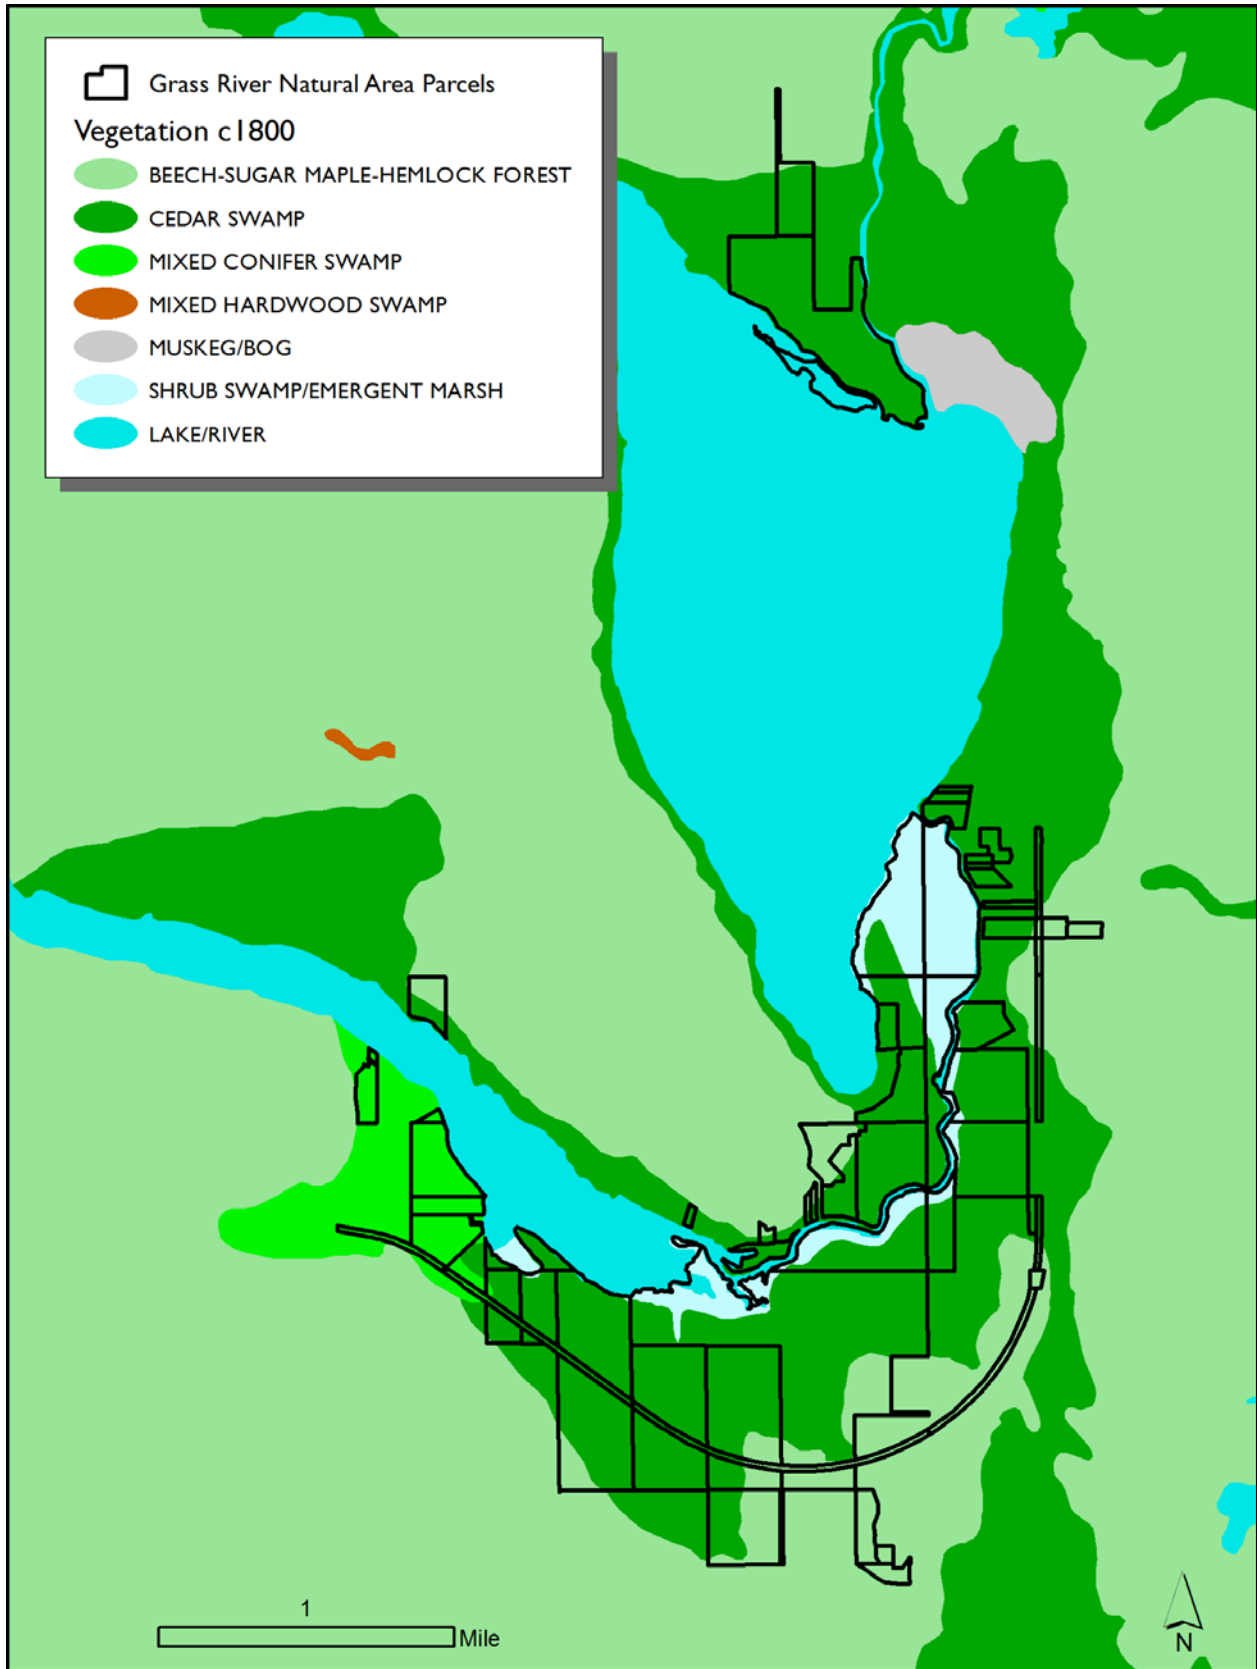 Grass River Natural Area Parcels
Vegetation c1800
BEECH-SUGAR MAPLE-HEMLOCK FOREST
CEDAR SWAMP
MIXED CONIFER SWAMP
MIXED HARDWOOD SWAMP
MUSKEG/BOG
SHRUB SWAMP/EMERGENT MARSH
LAKE/RIVER
1
Mile
N